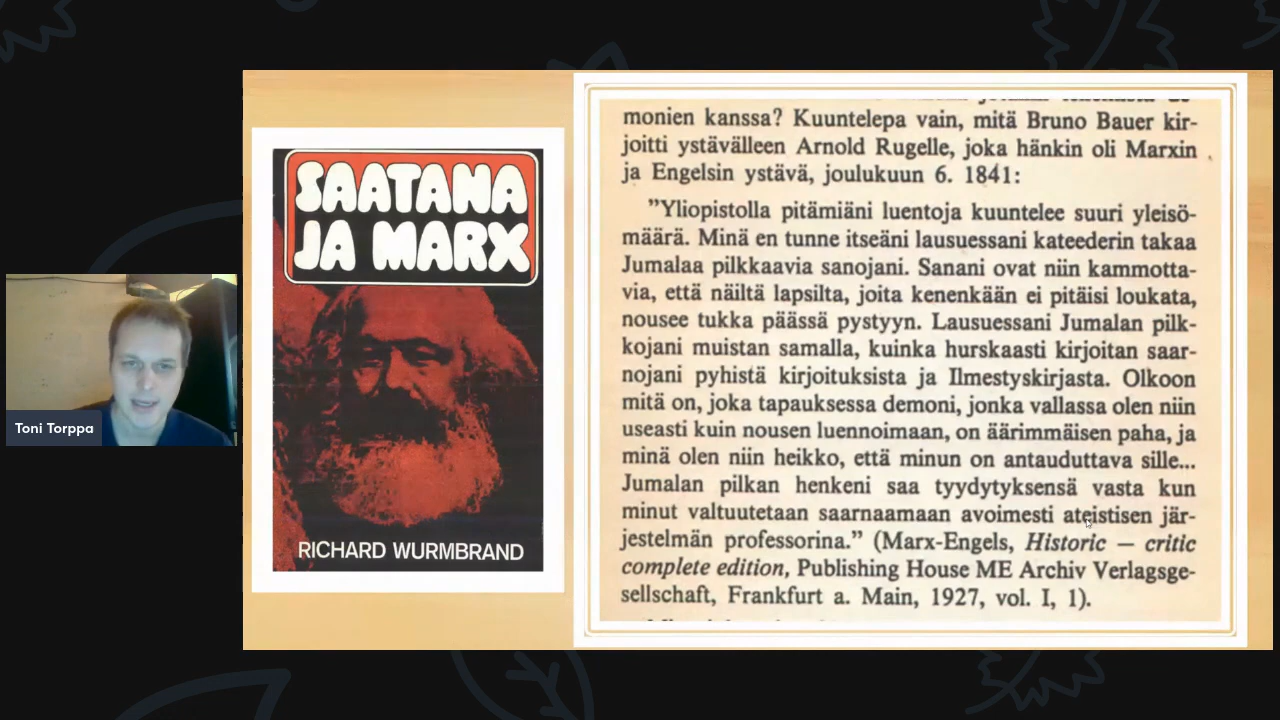 Toni Torppa
SAATANA
JA MARX
RICHARD WURMBRAND
monien kanssa? Kuuntelepa vain, mitä Bruno Bauer kir-
joitti ystävälleen Arnold Rugelle, joka hänkin oli Marxin
ja Engelsin ystävä, joulukuun 6. 1841:
”Yliopistolla pitämiäni luentoja kuuntelee suuri yleisö-
määrä. Minä en tunne itseäni lausuessani kateederin takaa
Jumalaa pilkkaavia sanojani. Sanani ovat niin kammotta-
via, että näiltä lapsilta, joita kenenkään ei pitäisi loukata,
nousee tukka päässä pystyyn. Lausuessani Jumalan pilk-
kojani muistan samalla, kuinka hurskaasti kirjoitan saar-
nojani pyhistä kirjoituksista ja Ilmestyskirjasta. Olkoon
mitä on, joka tapauksessa demoni, jonka vallassa olen niin
useasti kuin nousen luennoimaan, on äärimmäisen paha, ja
minä olen niin heikko, että minun on antauduttava sille...
Jumalan pilkan henkeni saa tyydytyksensä vasta kun
minut valtuutetaan saarnaamaan avoimesti ateistisen jär-
jestelmän professorina.” (Marx-Engels, Historic — critic
complete edition, Publishing House ME Archiv Verlagsge-
sellschaft, Frankfurt a. Main, 1927, vol. I, 1).